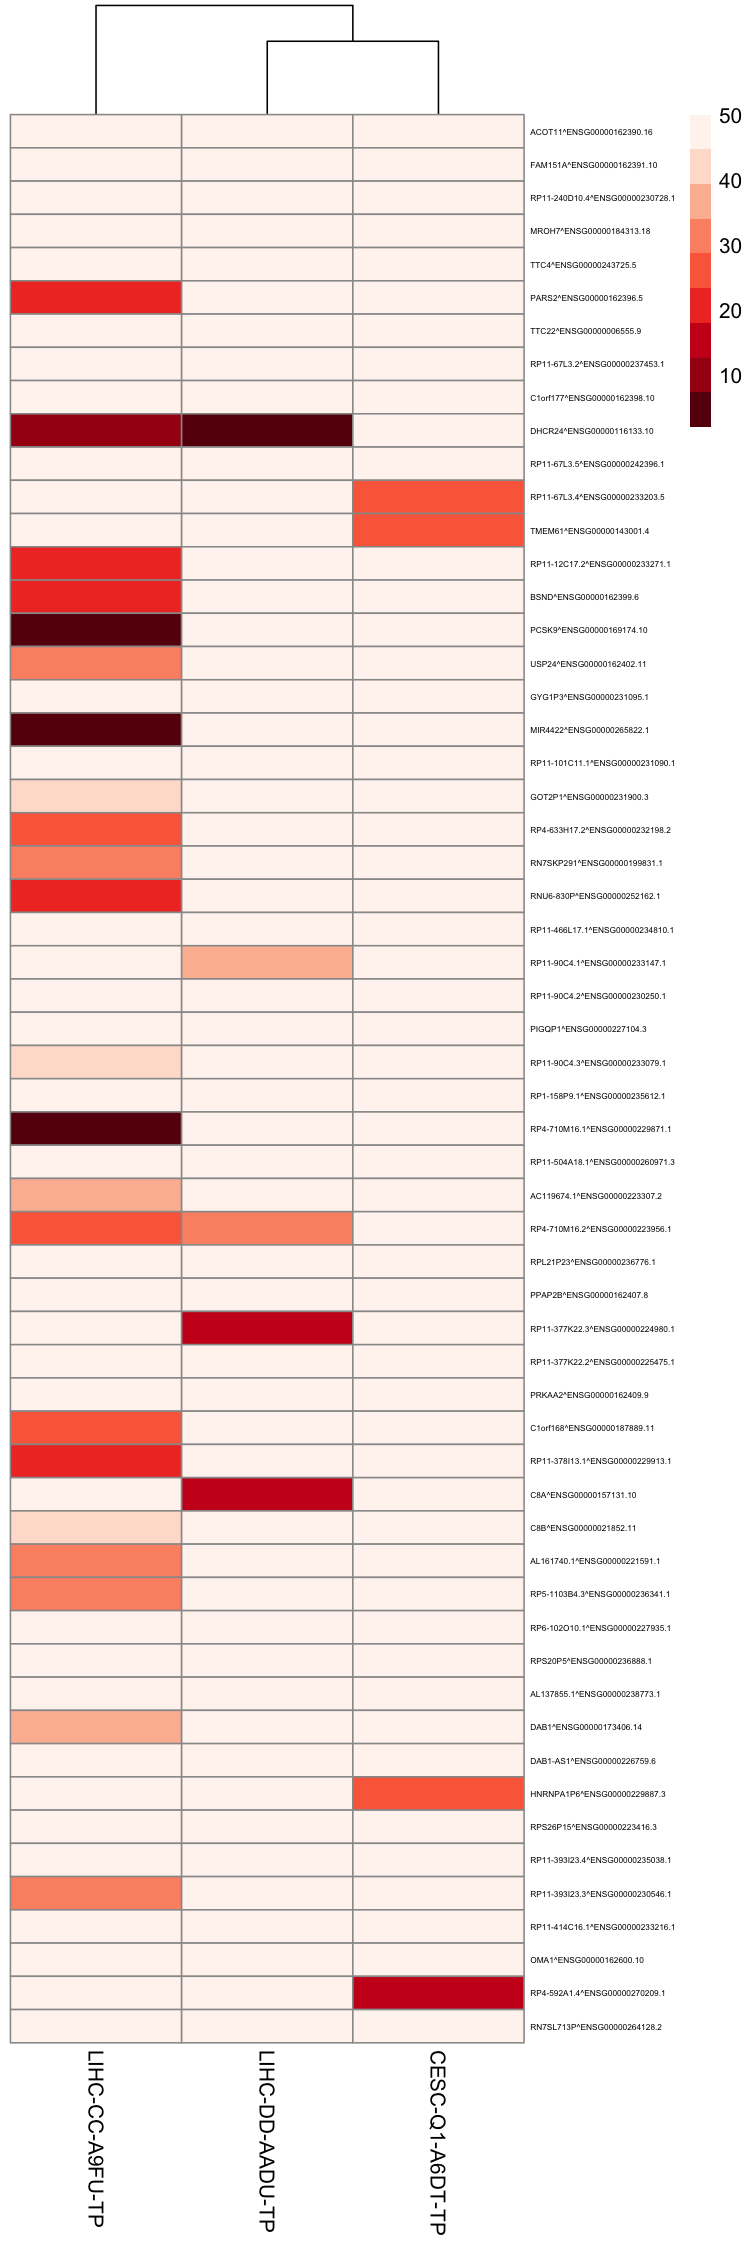 50
40
30
20
10
ACOT11^ENSG00000162390.16
FAM151A^ENSG00000162391.10
RP11-240D10.4^ENSG00000230728.1
MROH7^ENSG00000184313.18
TTC4^ENSG00000243725.5
PARS2^ENSG00000162396.5
TTC22^ENSG00000006555.9
RP11-67L3.2^ENSG00000237453.1
C1orf177^ENSG00000162398.10
DHCR24^ENSG00000116133.10
RP11-67L3.5^ENSG00000242396.1
RP11-67L3.4^ENSG00000233203.5
TMEM61^ENSG00000143001.4
RP11-12C17.2^ENSG00000233271.1
BSND^ENSG00000162399.6
PCSK9^ENSG00000169174.10
USP24^ENSG00000162402.11
GYG1P3^ENSG00000231095.1
MIR4422^ENSG00000265822.1
RP11-101C11.1^ENSG00000231090.1
GOT2P1^ENSG00000231900.3
RP4-633H17.2^ENSG00000232198.2
RN7SKP291^ENSG00000199831.1
RNU6-830P^ENSG00000252162.1
RP11-466L17.1^ENSG00000234810.1
RP11-90C4.1^ENSG00000233147.1
RP11-90C4.2^ENSG00000230250.1
PIGQP1^ENSG00000227104.3
RP11-90C4.3^ENSG00000233079.1
RP1-158P9.1^ENSG00000235612.1
RP4-710M16.1^ENSG00000229871.1
RP11-504A18.1^ENSG00000260971.3
AC119674.1^ENSG00000223307.2
RP4-710M16.2^ENSG00000223956.1
RPL21P23^ENSG00000236776.1
PPAP2B^ENSG00000162407.8
RP11-377K22.3^ENSG00000224980.1
RP11-377K22.2^ENSG00000225475.1
PRKAA2^ENSG00000162409.9
C1orf168^ENSG00000187889.11
RP11-378I13.1^ENSG00000229913.1
C8A^ENSG00000157131.10
C8B^ENSG00000021852.11
AL161740.1^ENSG00000221591.1
RP5-1103B4.3^ENSG00000236341.1
RP6-102O10.1^ENSG00000227935.1
RPS20P5^ENSG00000236888.1
AL137855.1^ENSG00000238773.1
DAB1^ENSG00000173406.14
DAB1-AS1^ENSG00000226759.6
HNRNPA1P6^ENSG00000229887.3
RPS26P15^ENSG00000223416.3
RP11-393I23.4^ENSG00000235038.1
RP11-393I23.3^ENSG00000230546.1
RP11-414C16.1^ENSG00000233216.1
OMA1^ENSG00000162600.10
RP4-592A1.4^ENSG00000270209.1
RN7SL713P^ENSG00000264128.2
LIHC-CC-A9FU-TP
LIHC-DD-AADU-TP
CESC-Q1-A6DT-TP